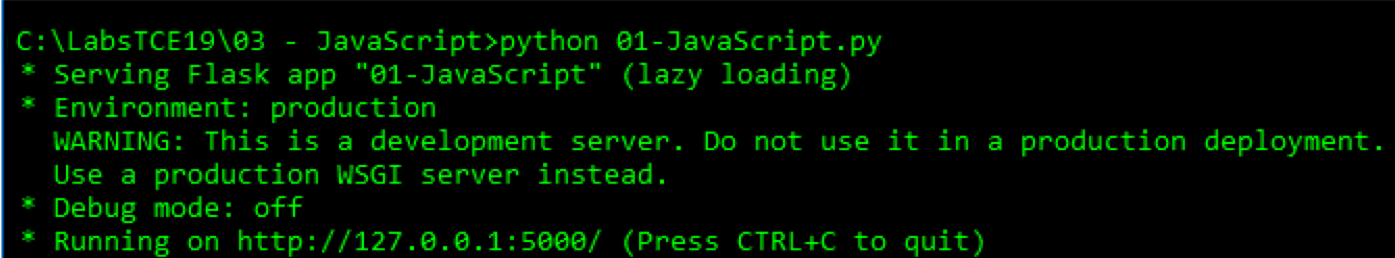 C:\LabsTCE19\03 - JavaScript>python 01-JavaScript.py
* Serving Flask app "01-JavaScript" (lazy loading)
* Environment: production
WARNING: This is a development server. Do not use it in a production deployment.
Use a production WSGI server instead.
* Debug mode: off
* Running on http://127.0.0.1:5000/ (Press CTRL+C to quit)